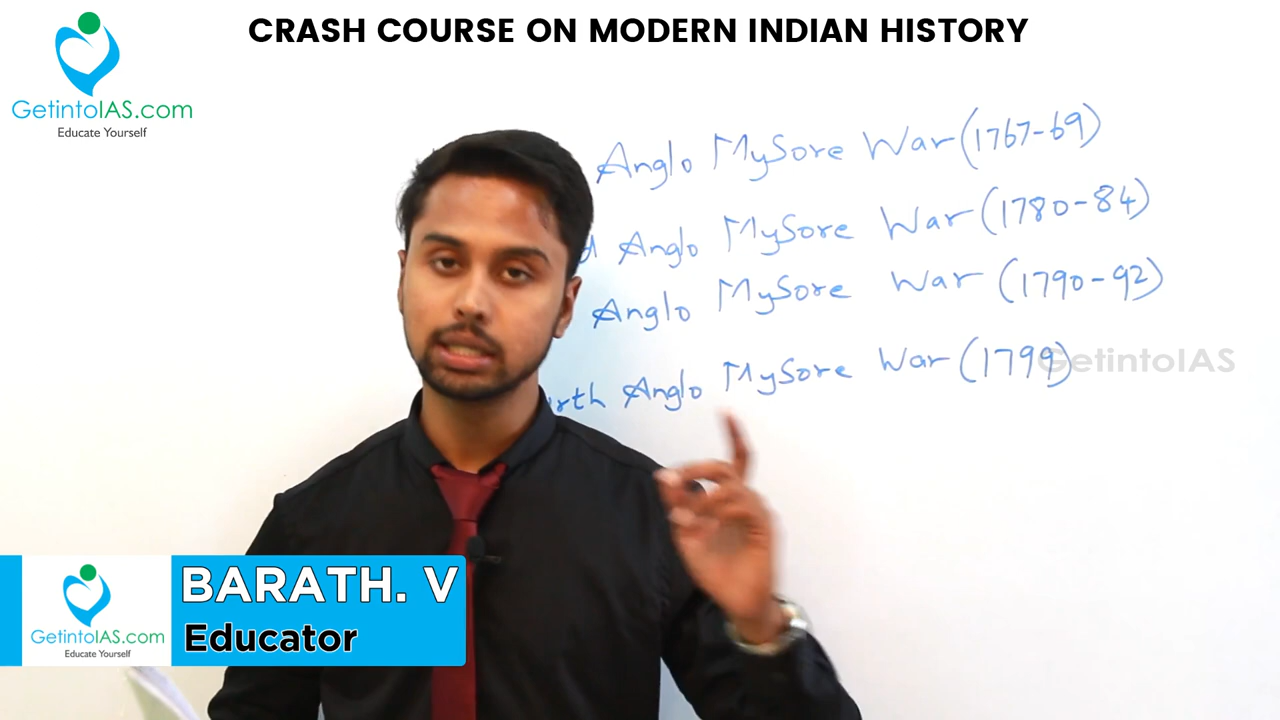 CRASH COURSE ON MODERN INDIAN HISTORY
GetintoIAS.com
Educate Yourself
Anglo MySore War (1767-69)
Anglo MySore War (1780-84)
Anglo MySore War (1790-92)
rth Anglo MySore War (1799)
GetintoIAS
BARATH. V
Educator
GetintoIAS.com
Educate Yourself